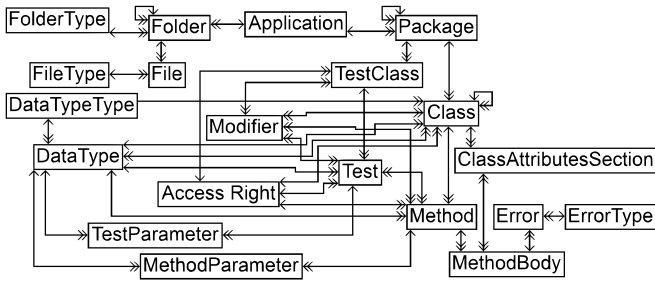 FolderType
Folder
Application
Package
FileType
File
TestClass
DataTypeType
Modifier
Class
DataType
Test
ClassAttributesSection
Access Right
Method
Error
ErrorType
TestParameter
MethodParameter
MethodBody